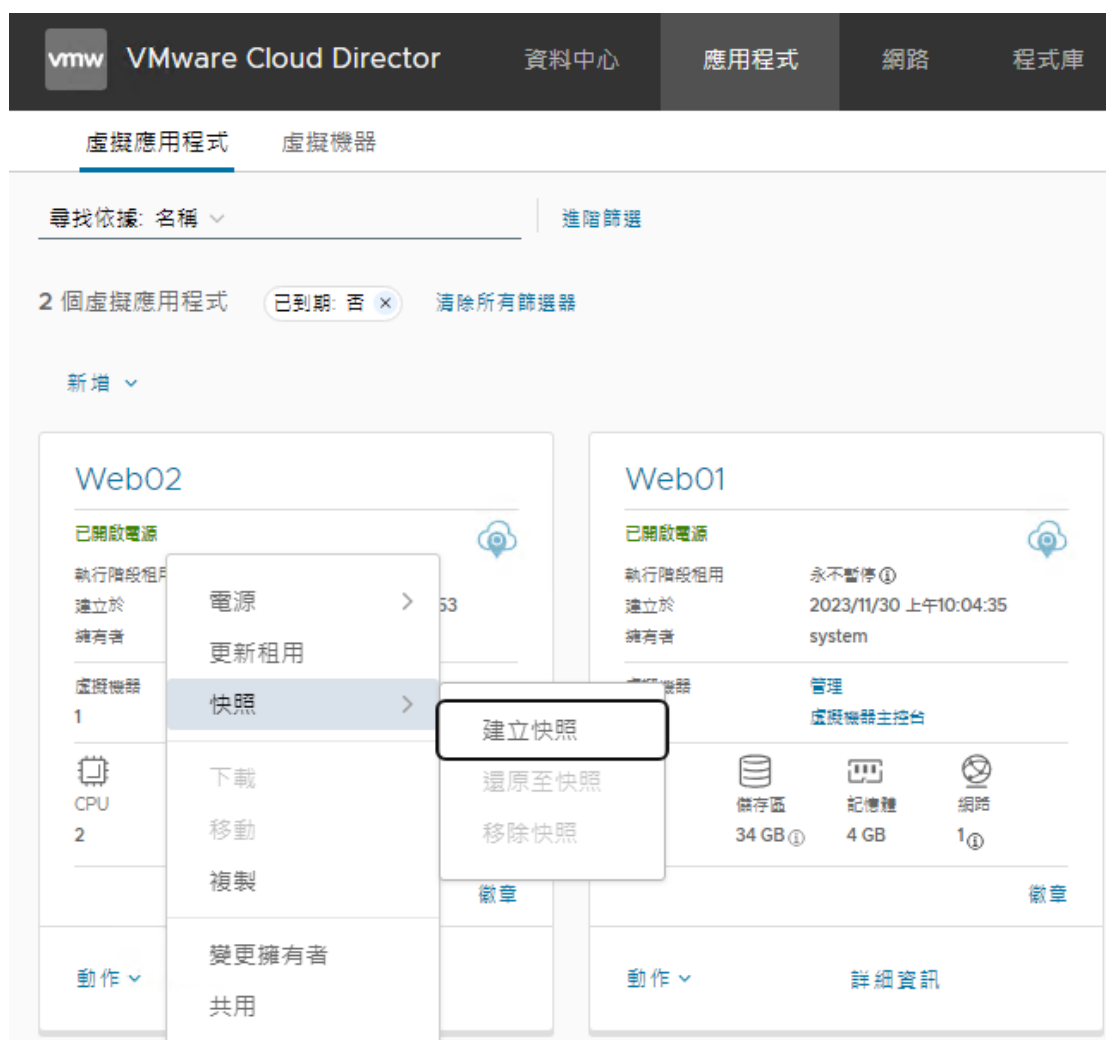 vmw VMware Cloud Director 資料中心 應用程式 網路 程式庫
虛擬應用程式 虛擬機器
尋找依據: 名稱 進階篩選
2 個虛擬應用程式 已到期: 否 × 清除所有篩選器
新增
Web02
已開啟電源
執行階段租用
建立於 53
擁有者
虛擬機器
1
CPU
2
徽章
動作
電源
更新租用
快照
下載
移動
複製
變更擁有者
共用
建立快照
還原至快照
移除快照
Web01
已開啟電源
執行階段租用 永不暫停
建立於 2023/11/30 上午10:04:35
擁有者 system
管理
虛擬機器主控台
儲存區 記憶體 網路
34 GB 4 GB 1
徽章
動作 詳細資訊